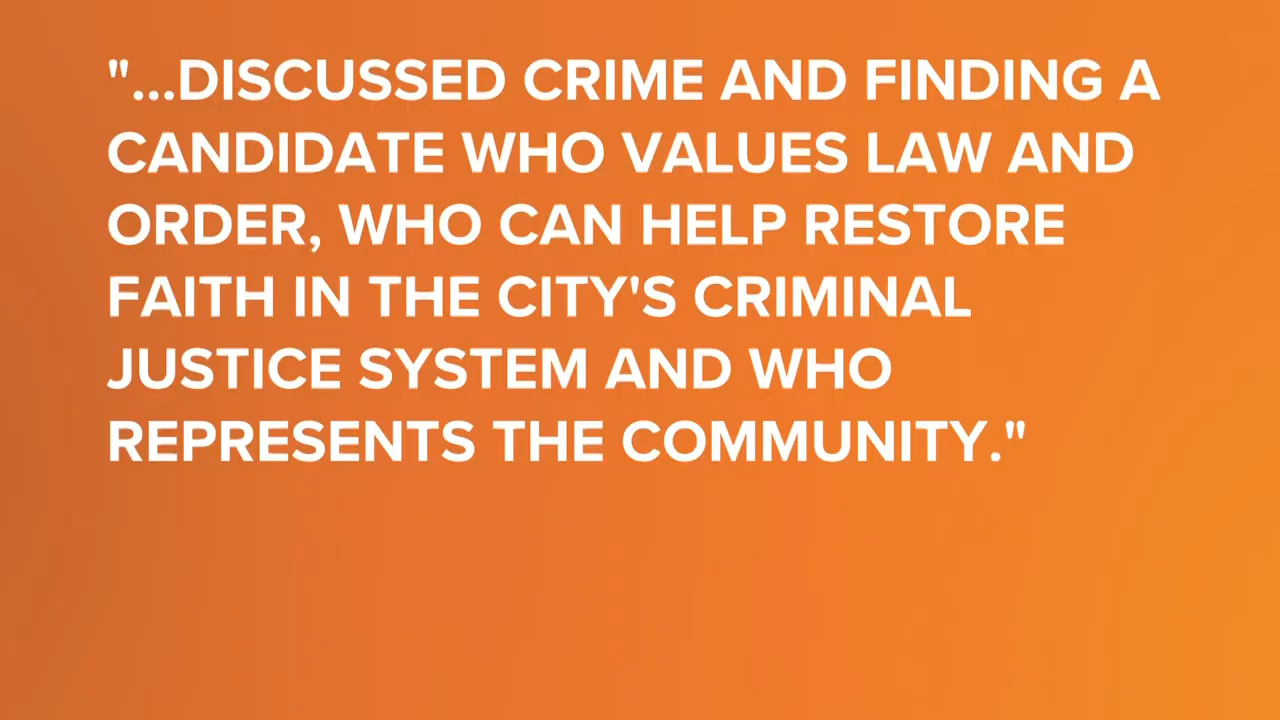 "...DISCUSSED CRIME AND FINDING A
CANDIDATE WHO VALUES LAW AND
ORDER, WHO CAN HELP RESTORE
FAITH IN THE CITY'S CRIMINAL
JUSTICE SYSTEM AND WHO
REPRESENTS THE COMMUNITY."